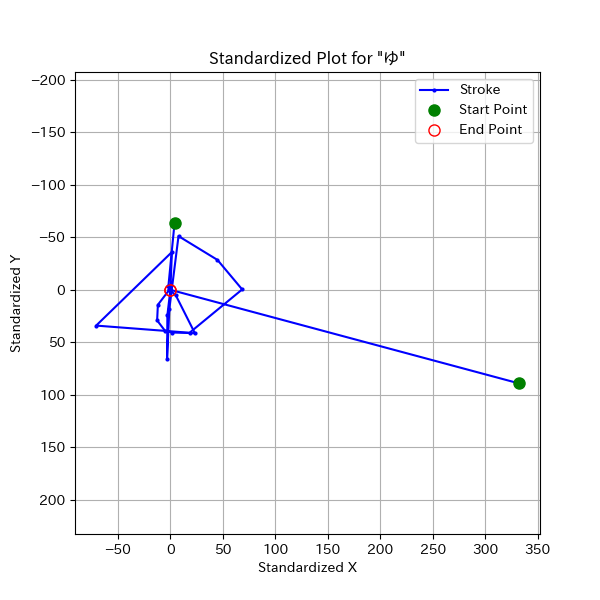 Standardized Plot for "ゆ"
Stroke
Start Point
End Point
Standardized Y
−200
−150
−100
−50
0
50
100
150
200
−50 0 50 100 150 200 250 300 350
Standardized X